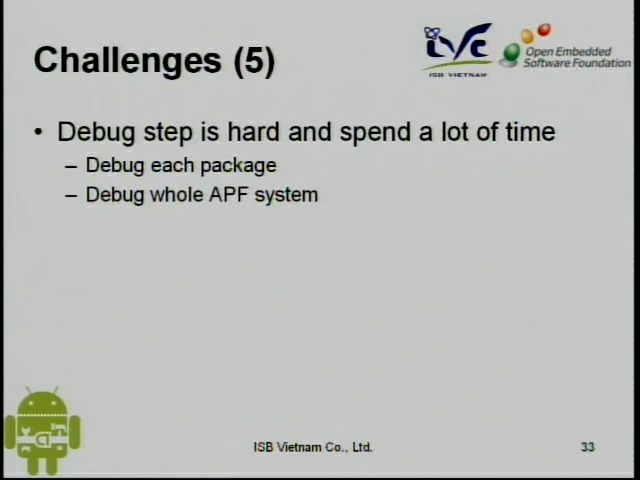 Challenges (5)
ISB VIETNAM
Open Embedded
Software Foundation
• Debug step is hard and spend a lot of time
– Debug each package
– Debug whole APF system
ISB Vietnam Co., Ltd.
33